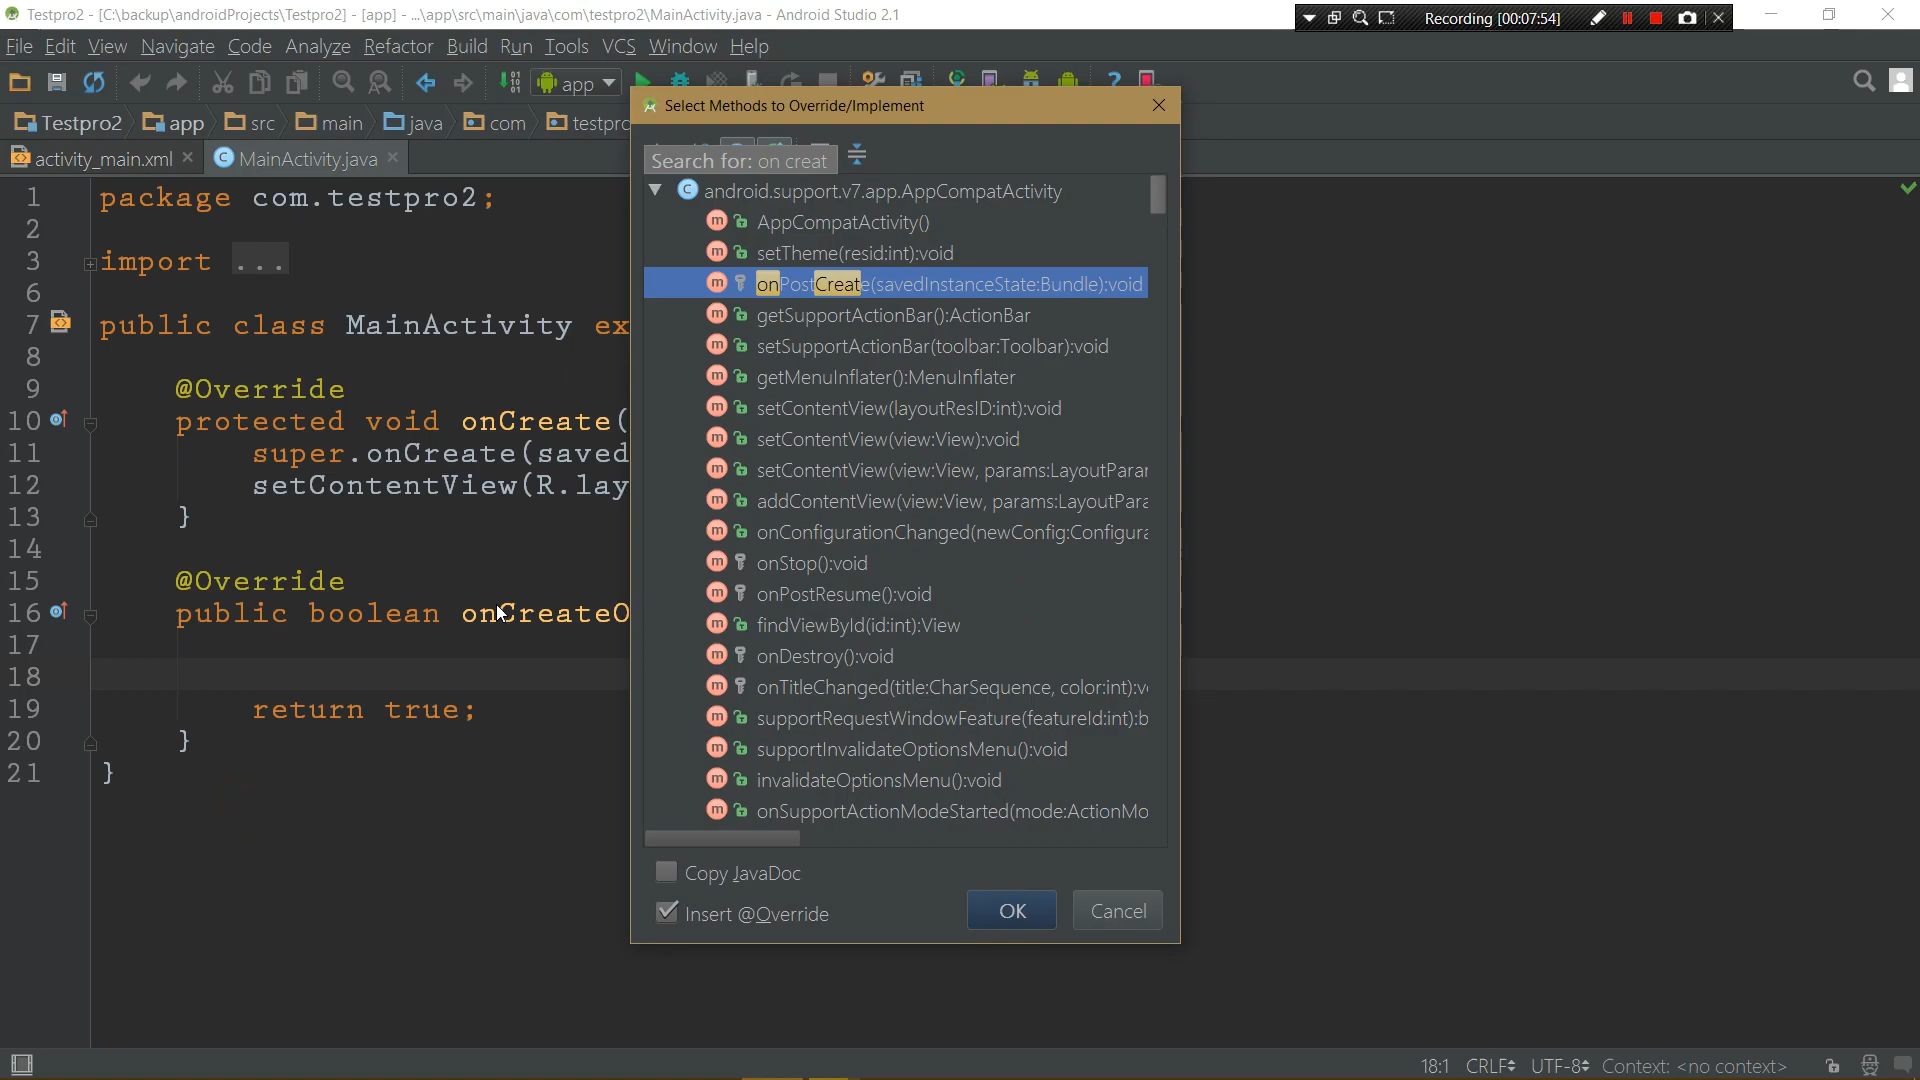 Testpro2 - [C:\backup\androidProjects\Testpro2] - [app] - ...\app\src\main\java\com\testpro2\MainActivity.java - Android Studio 2.1
Recording [00:07:54]
File Edit View Navigate Code Analyze Refactor Build Run Tools VCS Window Help
app
Testpro2 app src main java com testpro
activity_main.xml MainActivity.java
Select Methods to Override/Implement
Search for: on creat
android.support.v7.app.AppCompatActivity
AppCompatActivity()
setTheme(resid:int):void
onPostCreate(savedInstanceState:Bundle):void
getSupportActionBar():ActionBar
setSupportActionBar(toolbar:Toolbar):void
getMenuInflater():MenuInflater
setContentView(layoutResID:int):void
setContentView(view:View):void
setContentView(view:View, params:LayoutParar
addContentView(view:View, params:LayoutPara
onConfigurationChanged(newConfig:Configura
onStop():void
onPostResume():void
findViewById(id:int):View
onDestroy():void
onTitleChanged(title:CharSequence, color:int):v
supportRequestWindowFeature(featureId:int):b
supportInvalidateOptionsMenu():void
invalidateOptionsMenu():void
onSupportActionModeStarted(mode:ActionMo
Copy JavaDoc
Insert @Override
OK Cancel
1 package com.testpro2;
2
3 import ...
6
7 public class MainActivity ex
8
9 @Override
10 protected void onCreate(
11 super.onCreate(saved
12 setContentView(R.lay
13 }
14
15 @Override
16 public boolean onCreateO
17
18
19 return true;
20 }
21 }
18:1 CRLF UTF-8 Context: <no context>